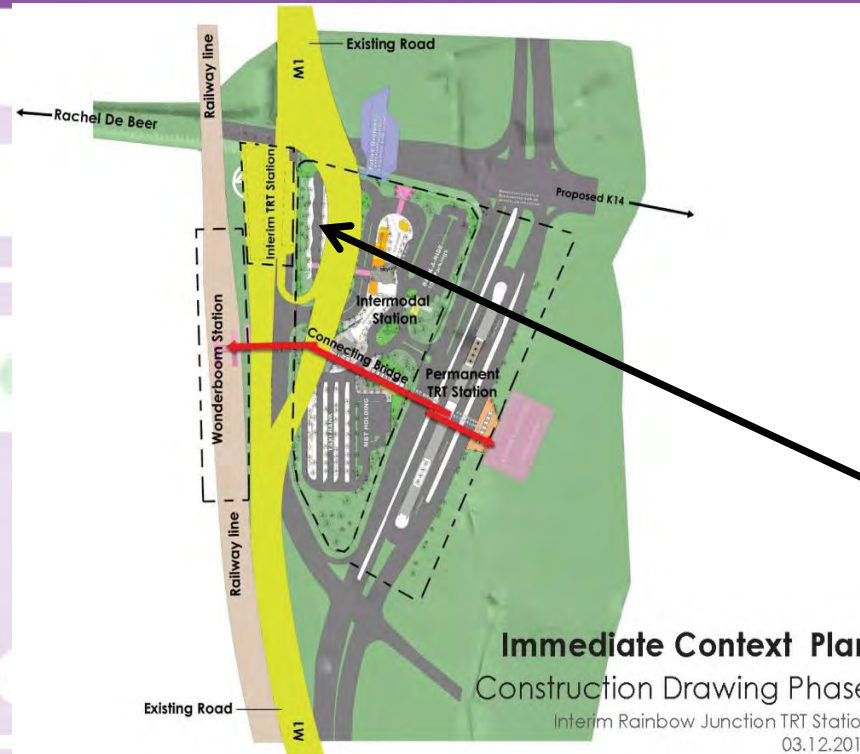 Existing Road
M1
Railway line
Rachel De Beer
Interim TRT Station
Proposed K14
Wonderboom Station
Intermodal
Station
Connecting Bridge
Permanent
TRT Station
Railway line
Existing Road
M1
Immediate Context Plan
Construction Drawing Phase
Interim Rainbow Junction TRT Statio
03.12.201